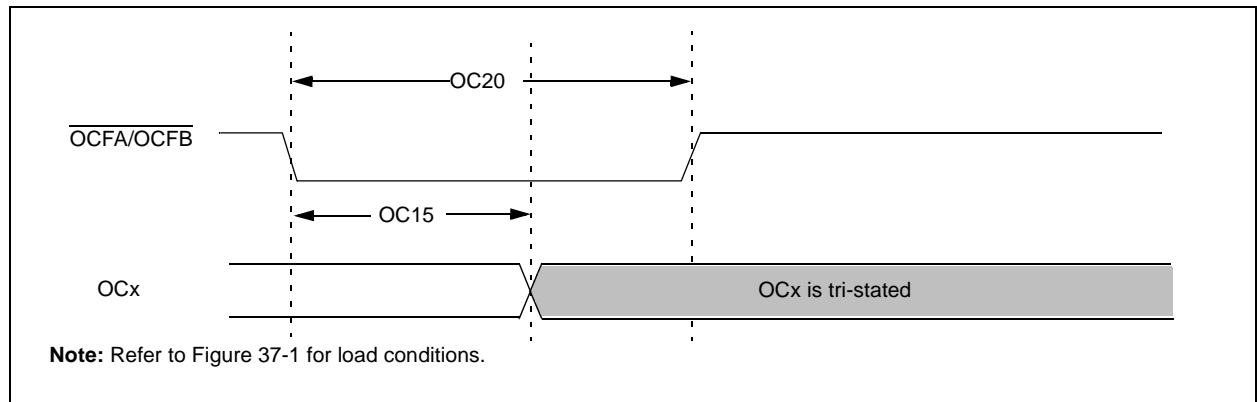 OC20
OCFA/OCFB
OC15
OCx
OCx is tri-stated
Note: Refer to Figure 37-1 for load conditions.